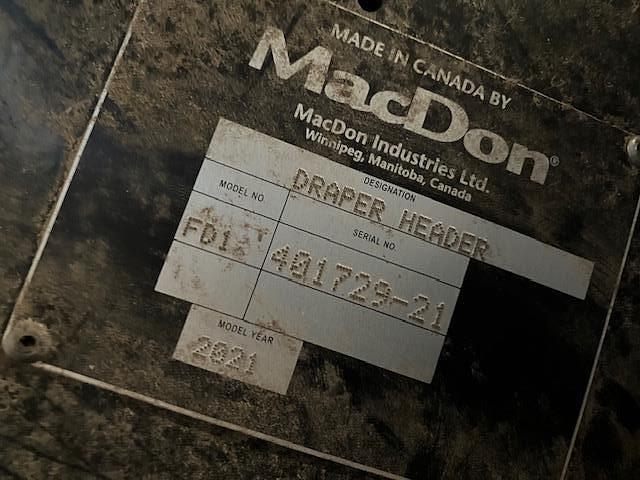 MADE IN CANADA BY
MacDon®
MacDon Industries Ltd.
Winnipeg, Manitoba, Canada
DESIGNATION
DRAPER HEADER
MODEL NO
SERIAL NO.
401729-21
MODEL YEAR
2021